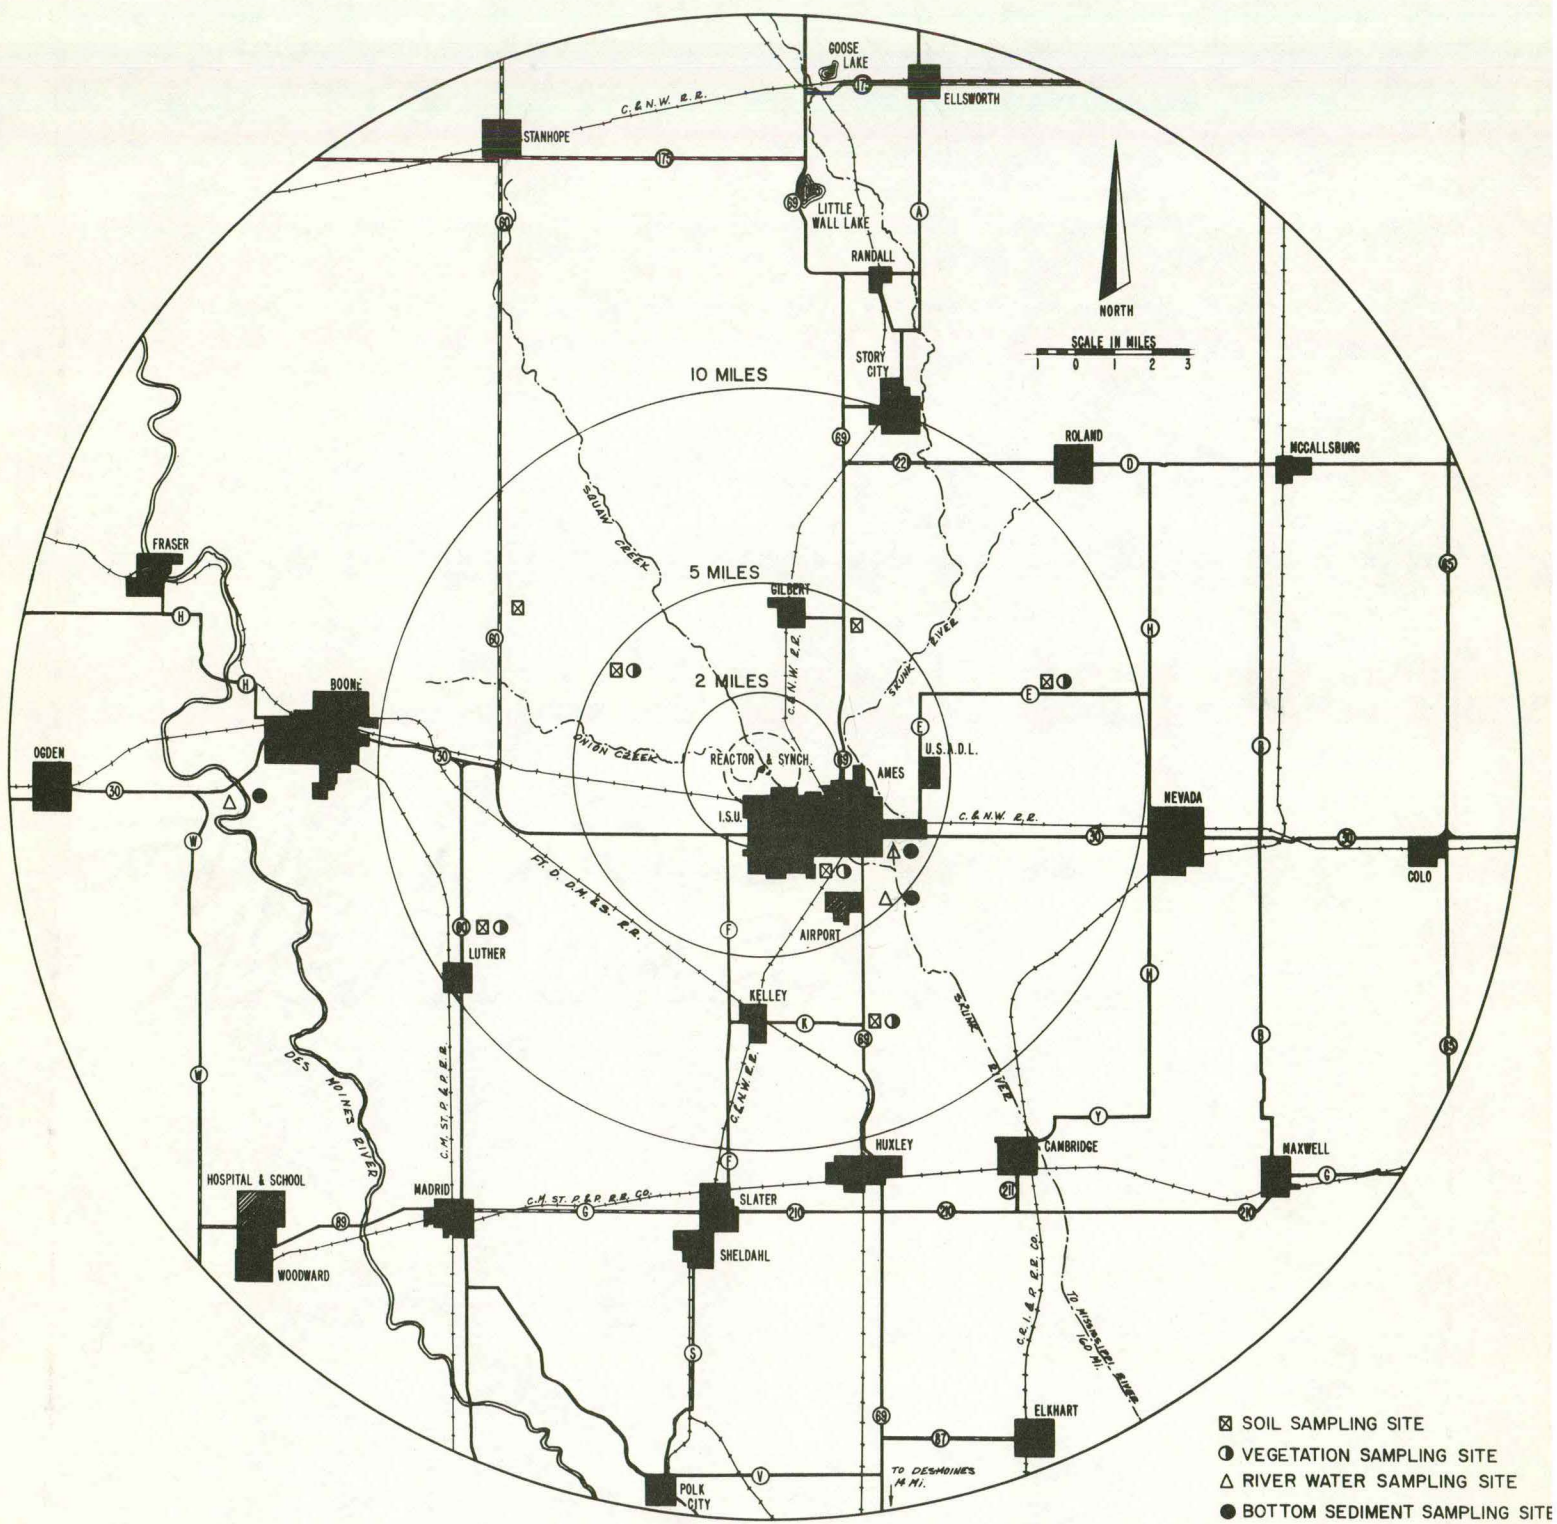 GOOSE
LAKE
174
ELLSWORTH
C. & N.W. R.R.
STANHOPE
175
69
LITTLE
WALL LAKE
A
60
RANDALL
NORTH
SCALE IN MILES
1 0 1 2 3
STORY
CITY
10 MILES
69
22
ROLAND
D
MCCALLSBURG
SQUAW CREEK
FRASER
65
5 MILES
GILBERT
H
60
H
SKUNK RIVER
C. & N.W. R.R.
H
BOONE
2 MILES
E
E
OGDEN
ONION CREEK
30
REACTOR & SYNCH.
69
U.S.A.D.L.
AMES
B
30
NEVADA
I.S.U.
C. & N.W. R.R.
30
30
W
COLO
FT. D. D.M. & S. R.R.
60
F
AIRPORT
LUTHER
H
KELLEY
K
69
SKUNK RIVER
B
65
DES MOINES RIVER
W
C.M. ST. P. & P. R.R.
C. & N.W. R.R.
Y
HUXLEY
CAMBRIDGE
MAXWELL
F
G
HOSPITAL & SCHOOL
MADRID
C.M. ST. P. & P. R.R. CO.
SLATER
211
89
G
210
210
210
SHELDAHL
WOODWARD
C.R.I. & P. R.R. CO.
TO MISSISSIPPI RIVER
160 MI.
S
69
ELKHART
87
TO DESMOINES
14 MI.
V
POLK
CITY
SOIL SAMPLING SITE
VEGETATION SAMPLING SITE
RIVER WATER SAMPLING SITE
BOTTOM SEDIMENT SAMPLING SITE